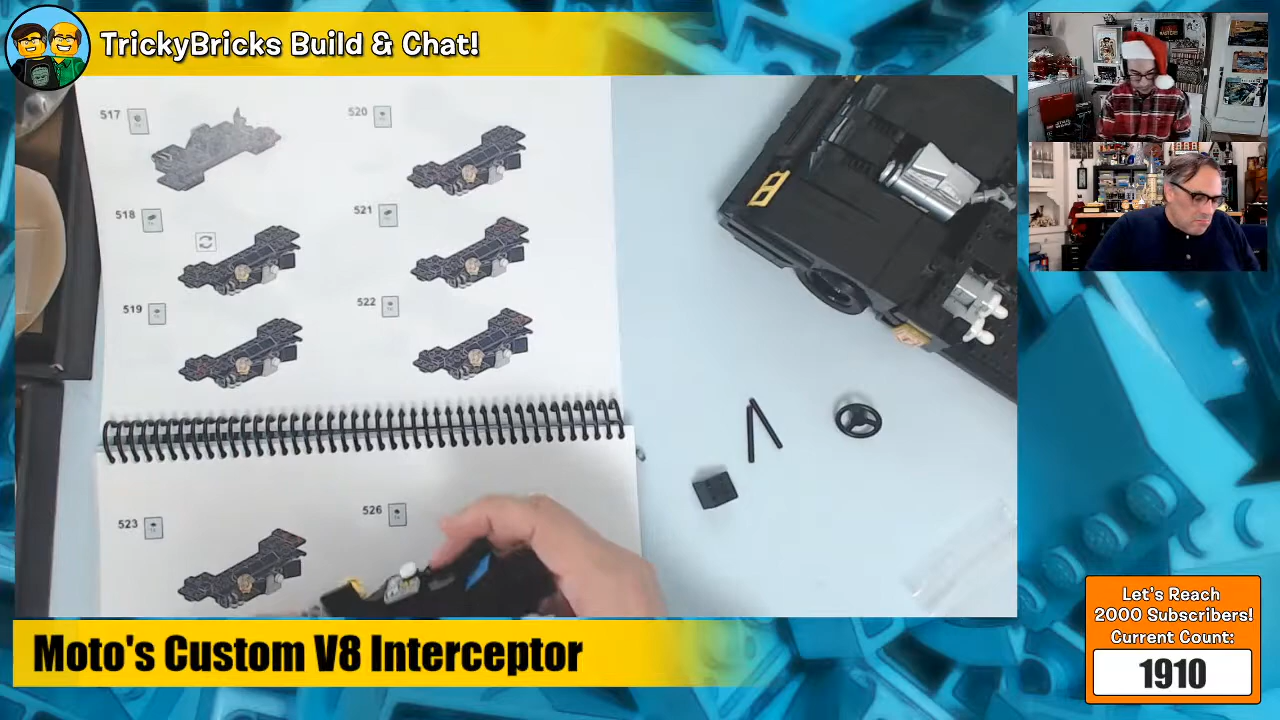 TrickyBricks Build & Chat!
517
520
518
521
519
522
523
526
Moto's Custom V8 Interceptor
Let's Reach
2000 Subscribers!
Current Count:
1910